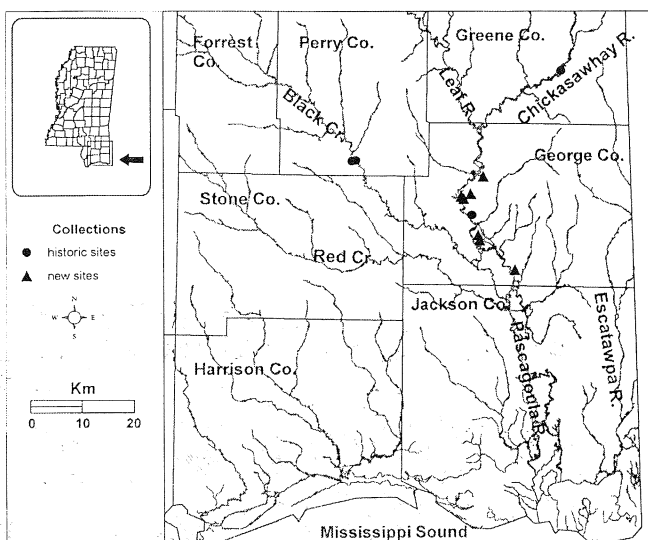 Forrest
Co.
Perry Co.
Greene Co.
Leaf R.
Chickasawhay R.
Black Cr.
George Co.
Stone Co.
Collections
historic sites
new sites
Red Cr.
N
W E
S
Jackson Co.
Pascagoula R.
Escatawpa R.
Harrison Co.
Km
0 10 20
Mississippi Sound